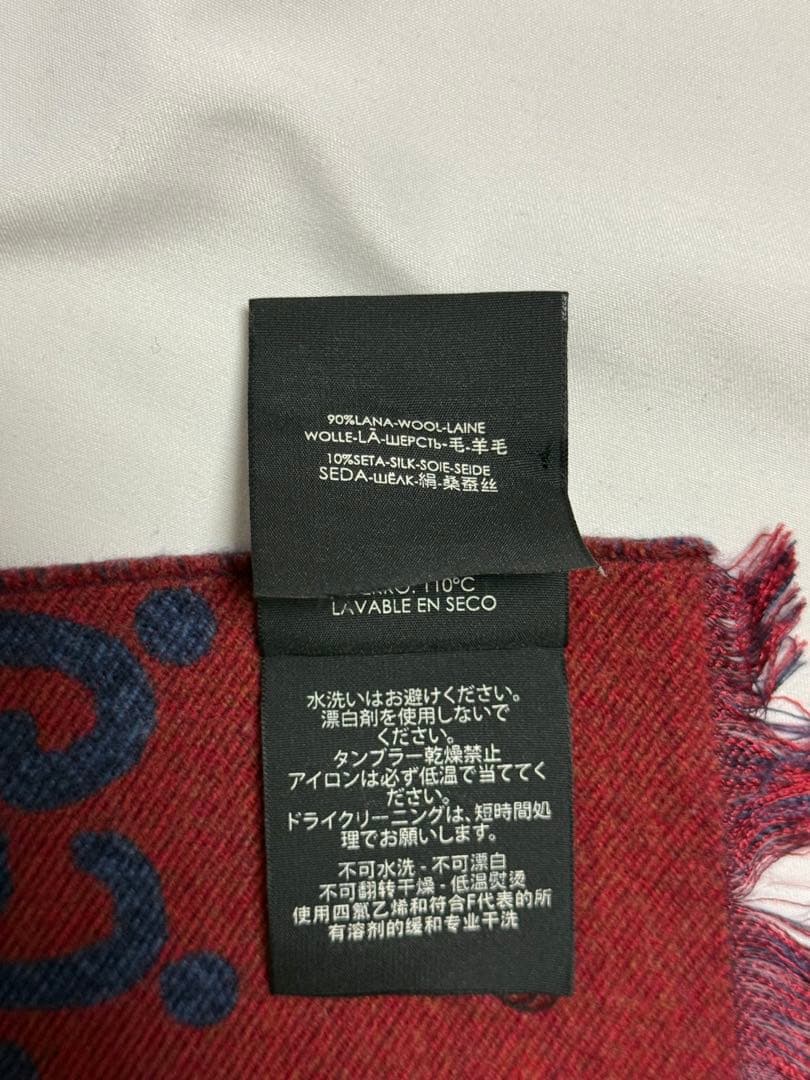 90%LANA-WOOL-LAINE
WOLLE-LÃ-ШЕРСТЬ-毛-羊毛
10%SETA-SILK-SOIE-SEIDE
SEDA-ШЁЛК-絹-桑蚕丝
110°C
LAVABLE EN SECO
水洗いはお避けください。
漂白剤を使用しないで
ください。
タンブラー乾燥禁止
アイロンは必ず低温で当ててく
ださい。
ドライクリーニングは、短時間処
理でお願いします。
不可水洗 - 不可漂白
不可翻转干燥 - 低温熨烫
使用四氯乙烯和符合F代表的所
有溶剂的缓和专业干洗